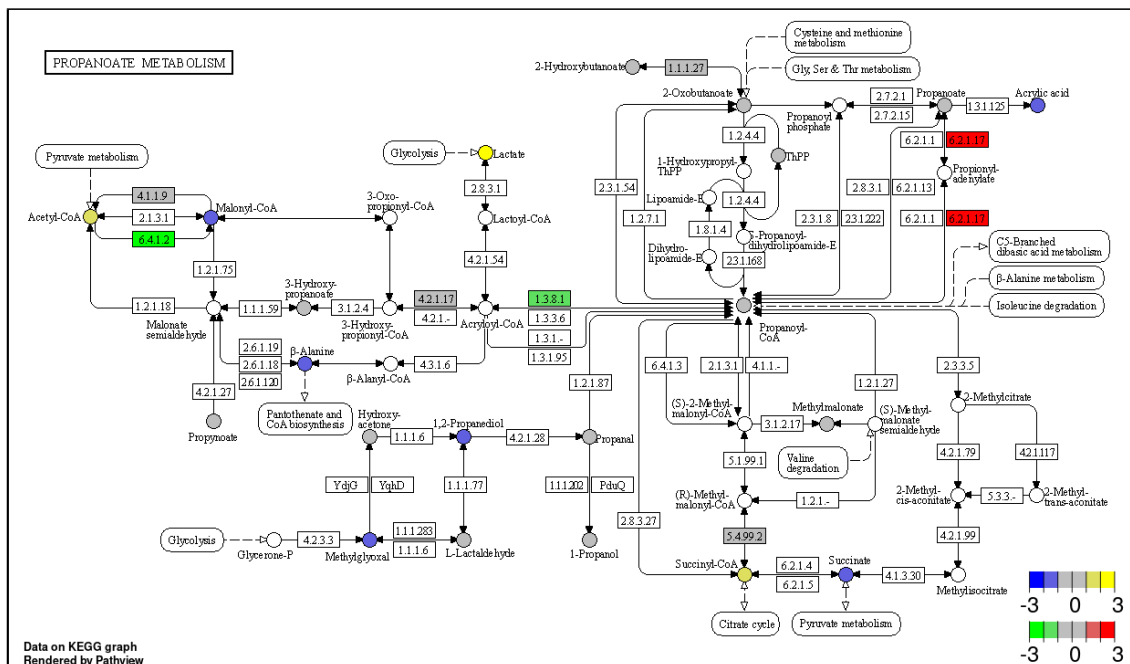 PROPANOATE METABOLISM
Cysteine and methionine
metabolism
2-Hydroxybutanoate
1.1.1.27
Gly, Ser & Thr metabolism
2-Oxobutanoate
Propanoyl
phosphate
2.7.2.1
2.7.2.15
Propanoate
1.3.1.125
Acrylic acid
Pyruvate metabolism
Glycolysis
Lactate
1.2.4.4
ThPP
1-Hydroxypropyl-
ThPP
6.2.1.1
6.2.1.17
Propionyl-
adenylate
4.1.1.9
Acetyl-CoA
2.1.3.1
Malonyl-CoA
6.4.1.2
3-Oxo-
propionyl-CoA
2.8.3.1
Lactoyl-CoA
2.3.1.54
1.2.7.1
Lipoamide-E
1.2.4.4
1.8.1.4
5-Propanoyl-
dihydrolipoamide-E
Dihydro-
lipoamide-E
2.3.1.168
2.8.3.1
6.2.1.13
2.3.1.8
2.3.1.222
6.2.1.1
6.2.1.17
C5-Branched
dibasic acid metabolism
β-Alanine metabolism
Isoleucine degradation
4.2.1.54
1.2.1.75
1.2.1.18
Malonate
semialdehyde
1.1.1.59
3-Hydroxy-
propanoate
3.1.2.4
3-Hydroxy-
propionyl-CoA
4.2.1.17
4.2.1.-
Acryloyl-CoA
1.3.8.1
1.3.3.6
1.3.1.-
1.3.1.95
Propanoyl-
CoA
2.6.1.19
2.6.1.18
2.6.1.120
β-Alanine
β-Alanyl-CoA
4.3.1.6
4.2.1.27
Propynoate
Pantothenate and
CoA biosynthesis
1.2.1.87
6.4.1.3
2.1.3.1
4.1.1.-
1.2.1.27
2.3.3.5
(S)-2-Methyl-
malonyl-CoA
3.1.2.17
Methylmalonate
(S)-Methyl-
malonate
semialdehyde
2-Methylcitrate
Valine
degradation
Hydroxy-
acetone
1.1.1.6
1,2-Propanediol
4.2.1.28
Propanal
5.1.99.1
4.2.1.79
4.2.1.117
YdjG
YqhD
1.1.1.77
1.1.1.202
PduQ
(R)-Methyl-
malonyl-CoA
1.2.1.-
2-Methyl-
cis-aconitate
5.3.3.-
2-Methyl-
trans-aconitate
2.8.3.27
5.4.99.2
4.2.1.99
Glycolysis
Glycerone-P
4.2.3.3
Methylglyoxal
1.1.1.283
1.1.1.6
L-Lactaldehyde
1-Propanol
Succinyl-CoA
6.2.1.4
6.2.1.5
Succinate
4.1.3.30
Methylisocitrate
Citrate cycle
Pyruvate metabolism
-3 0 3
-3 0 3
Data on KEGG graph
Rendered by Pathview